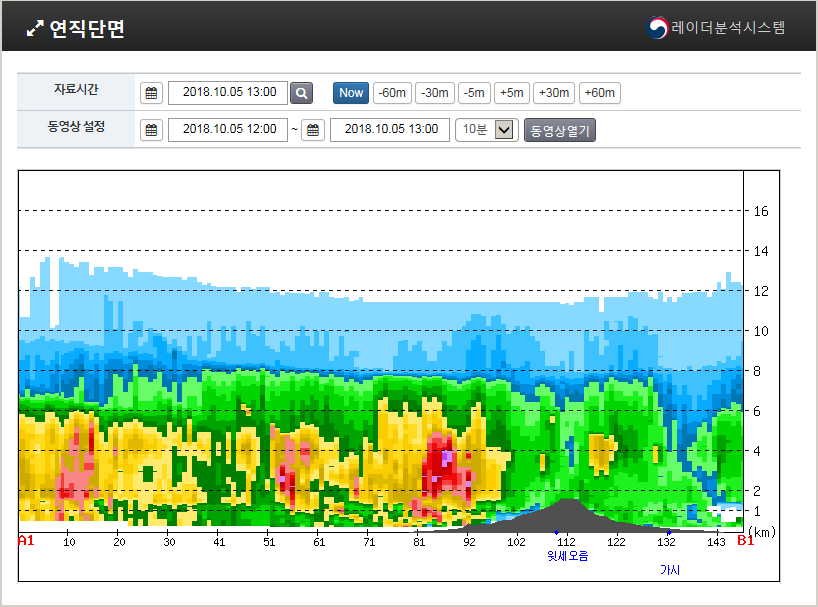 연직단면
레이더분석시스템
자료시간 2018.10.05 13:00 Now -60m -30m -5m +5m +30m +60m
동영상 설정 2018.10.05 12:00 ~ 2018.10.05 13:00 10분 동영상열기
16
14
12
10
8
6
4
2
1
(km)
A1 10 20 30 41 51 61 71 81 92 102 112 122 132 143 B1
윗세오름
가시